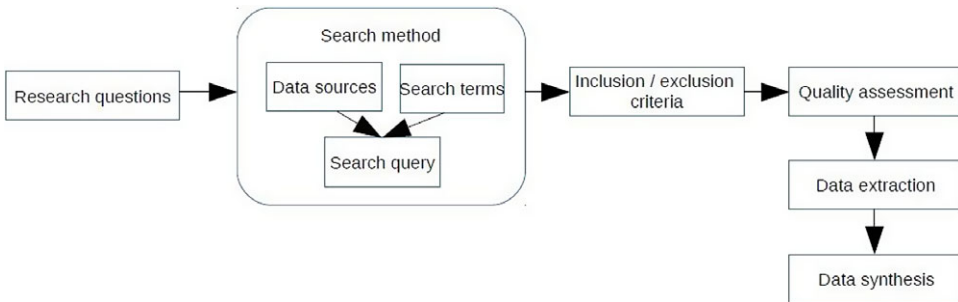 Research questions
Search method
Data sources
Search terms
Search query
Inclusion / exclusion
criteria
Quality assessment
Data extraction
Data synthesis